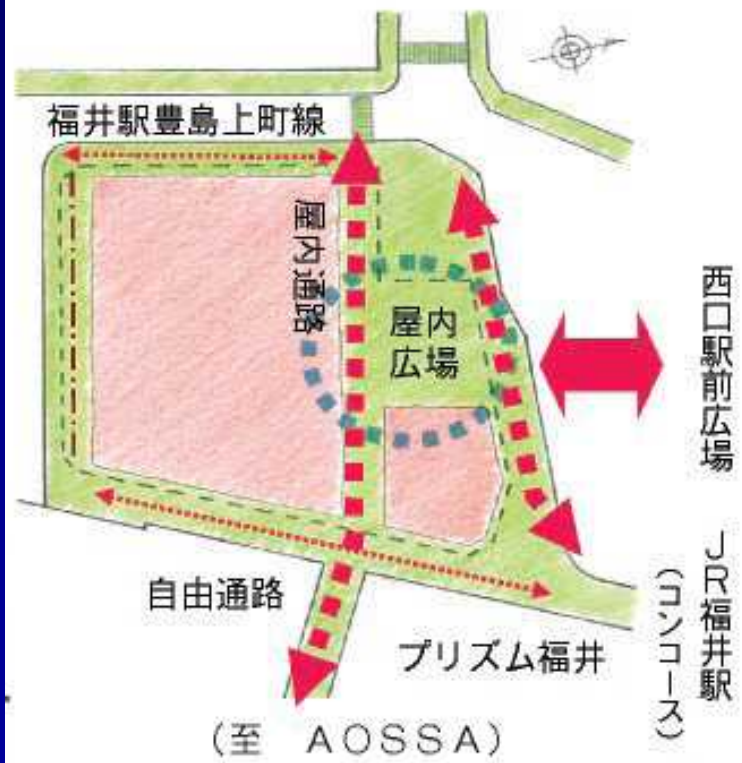 福井駅豊島上町線
屋内通路
屋内
広場
西口駅前広場
自由通路
プリズム福井
JR福井駅
(コンコース)
(至 AOSSA)